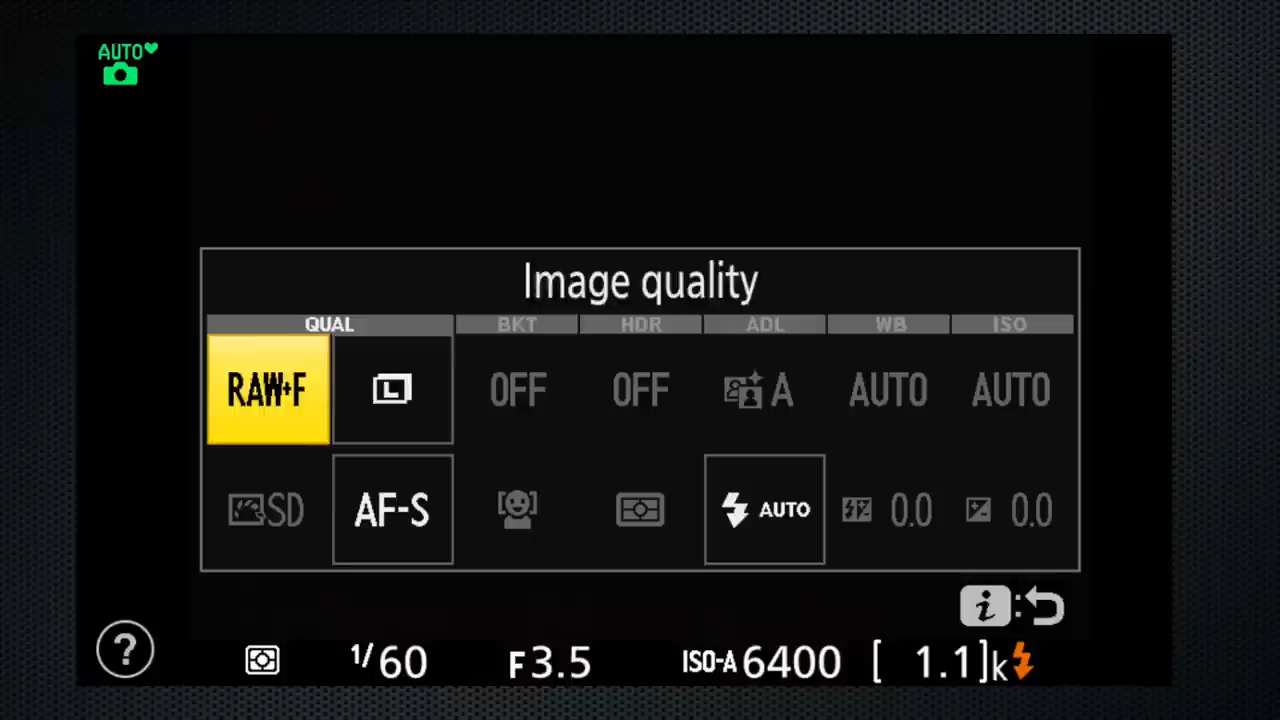 AUTO
Image quality
QUAL BKT HDR ADL WB ISO
RAW+F L OFF OFF A AUTO AUTO
SD AF-S AUTO 0.0 0.0
i
? 1/60 F3.5 ISO-A 6400 [ 1.1]k